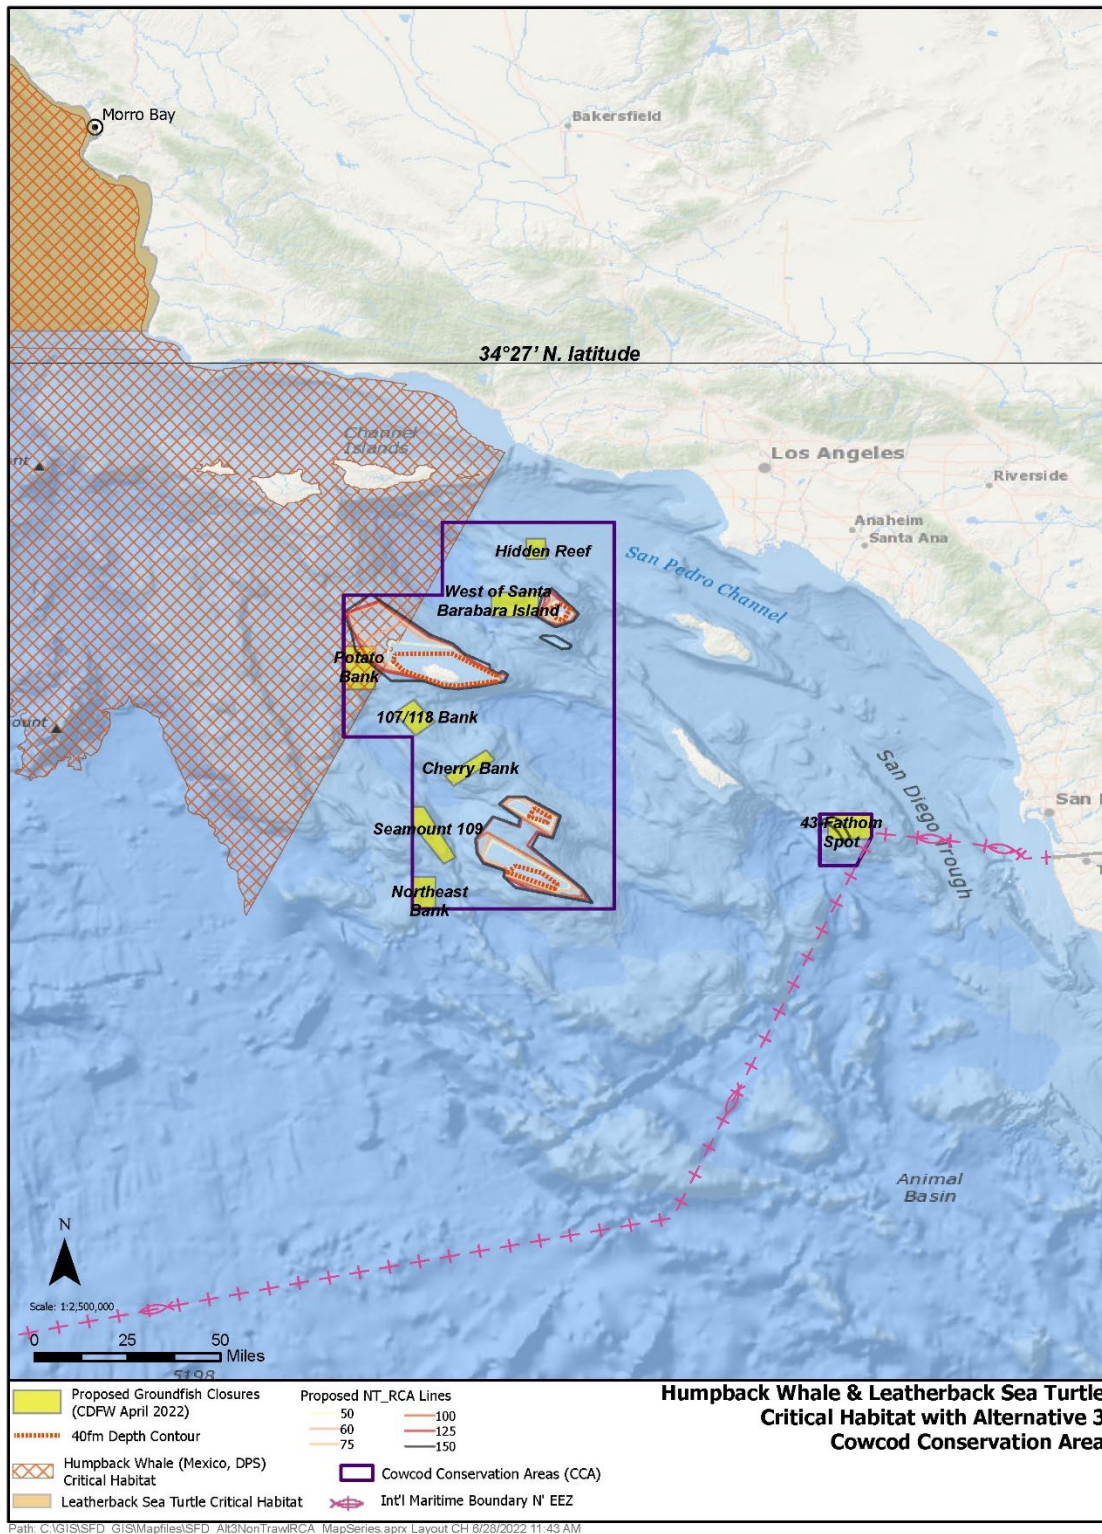 Morro Bay
Bakersfield
34°27' N. latitude
Channel
Islands
nt
Los Angeles
Riverside
Anaheim
Santa Ana
Hidden Reef
San Pedro Channel
West of Santa
Barabara Island
Potato
Bank
107/118 Bank
ount
Cherry Bank
San Diego Trough
San
Seamount 109
43-Fathom
Spot
Northeast
Bank
Animal
Basin
N
Scale: 1:2,500,000
0 25 50
Miles
5198
Proposed Groundfish Closures
(CDFW April 2022)
40fm Depth Contour
Humpback Whale (Mexico, DPS)
Critical Habitat
Leatherback Sea Turtle Critical Habitat
Proposed NT_RCA Lines
50
60
75
100
125
150
Cowcod Conservation Areas (CCA)
Int'l Maritime Boundary N' EEZ
Humpback Whale & Leatherback Sea Turtle
Critical Habitat with Alternative 3
Cowcod Conservation Area
Path: C:\GIS\SFD_GIS\Mapfiles\SFD_Alt3NonTrawlRCA_MapSeries.aprx Layout CH 6/28/2022 11:43 AM